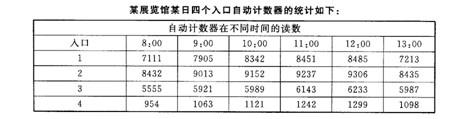 某展览馆某日四个入口自动计数器的统计如下：
自动计数器在不同时间的读数
入口 8:00 9:00 10:00 11:00 12:00 13:00
1 7111 7905 8342 8451 8485 7213
2 8432 9013 9152 9237 9306 8435
3 5555 5921 5989 6143 6233 5987
4 954 1063 1121 1242 1299 1098